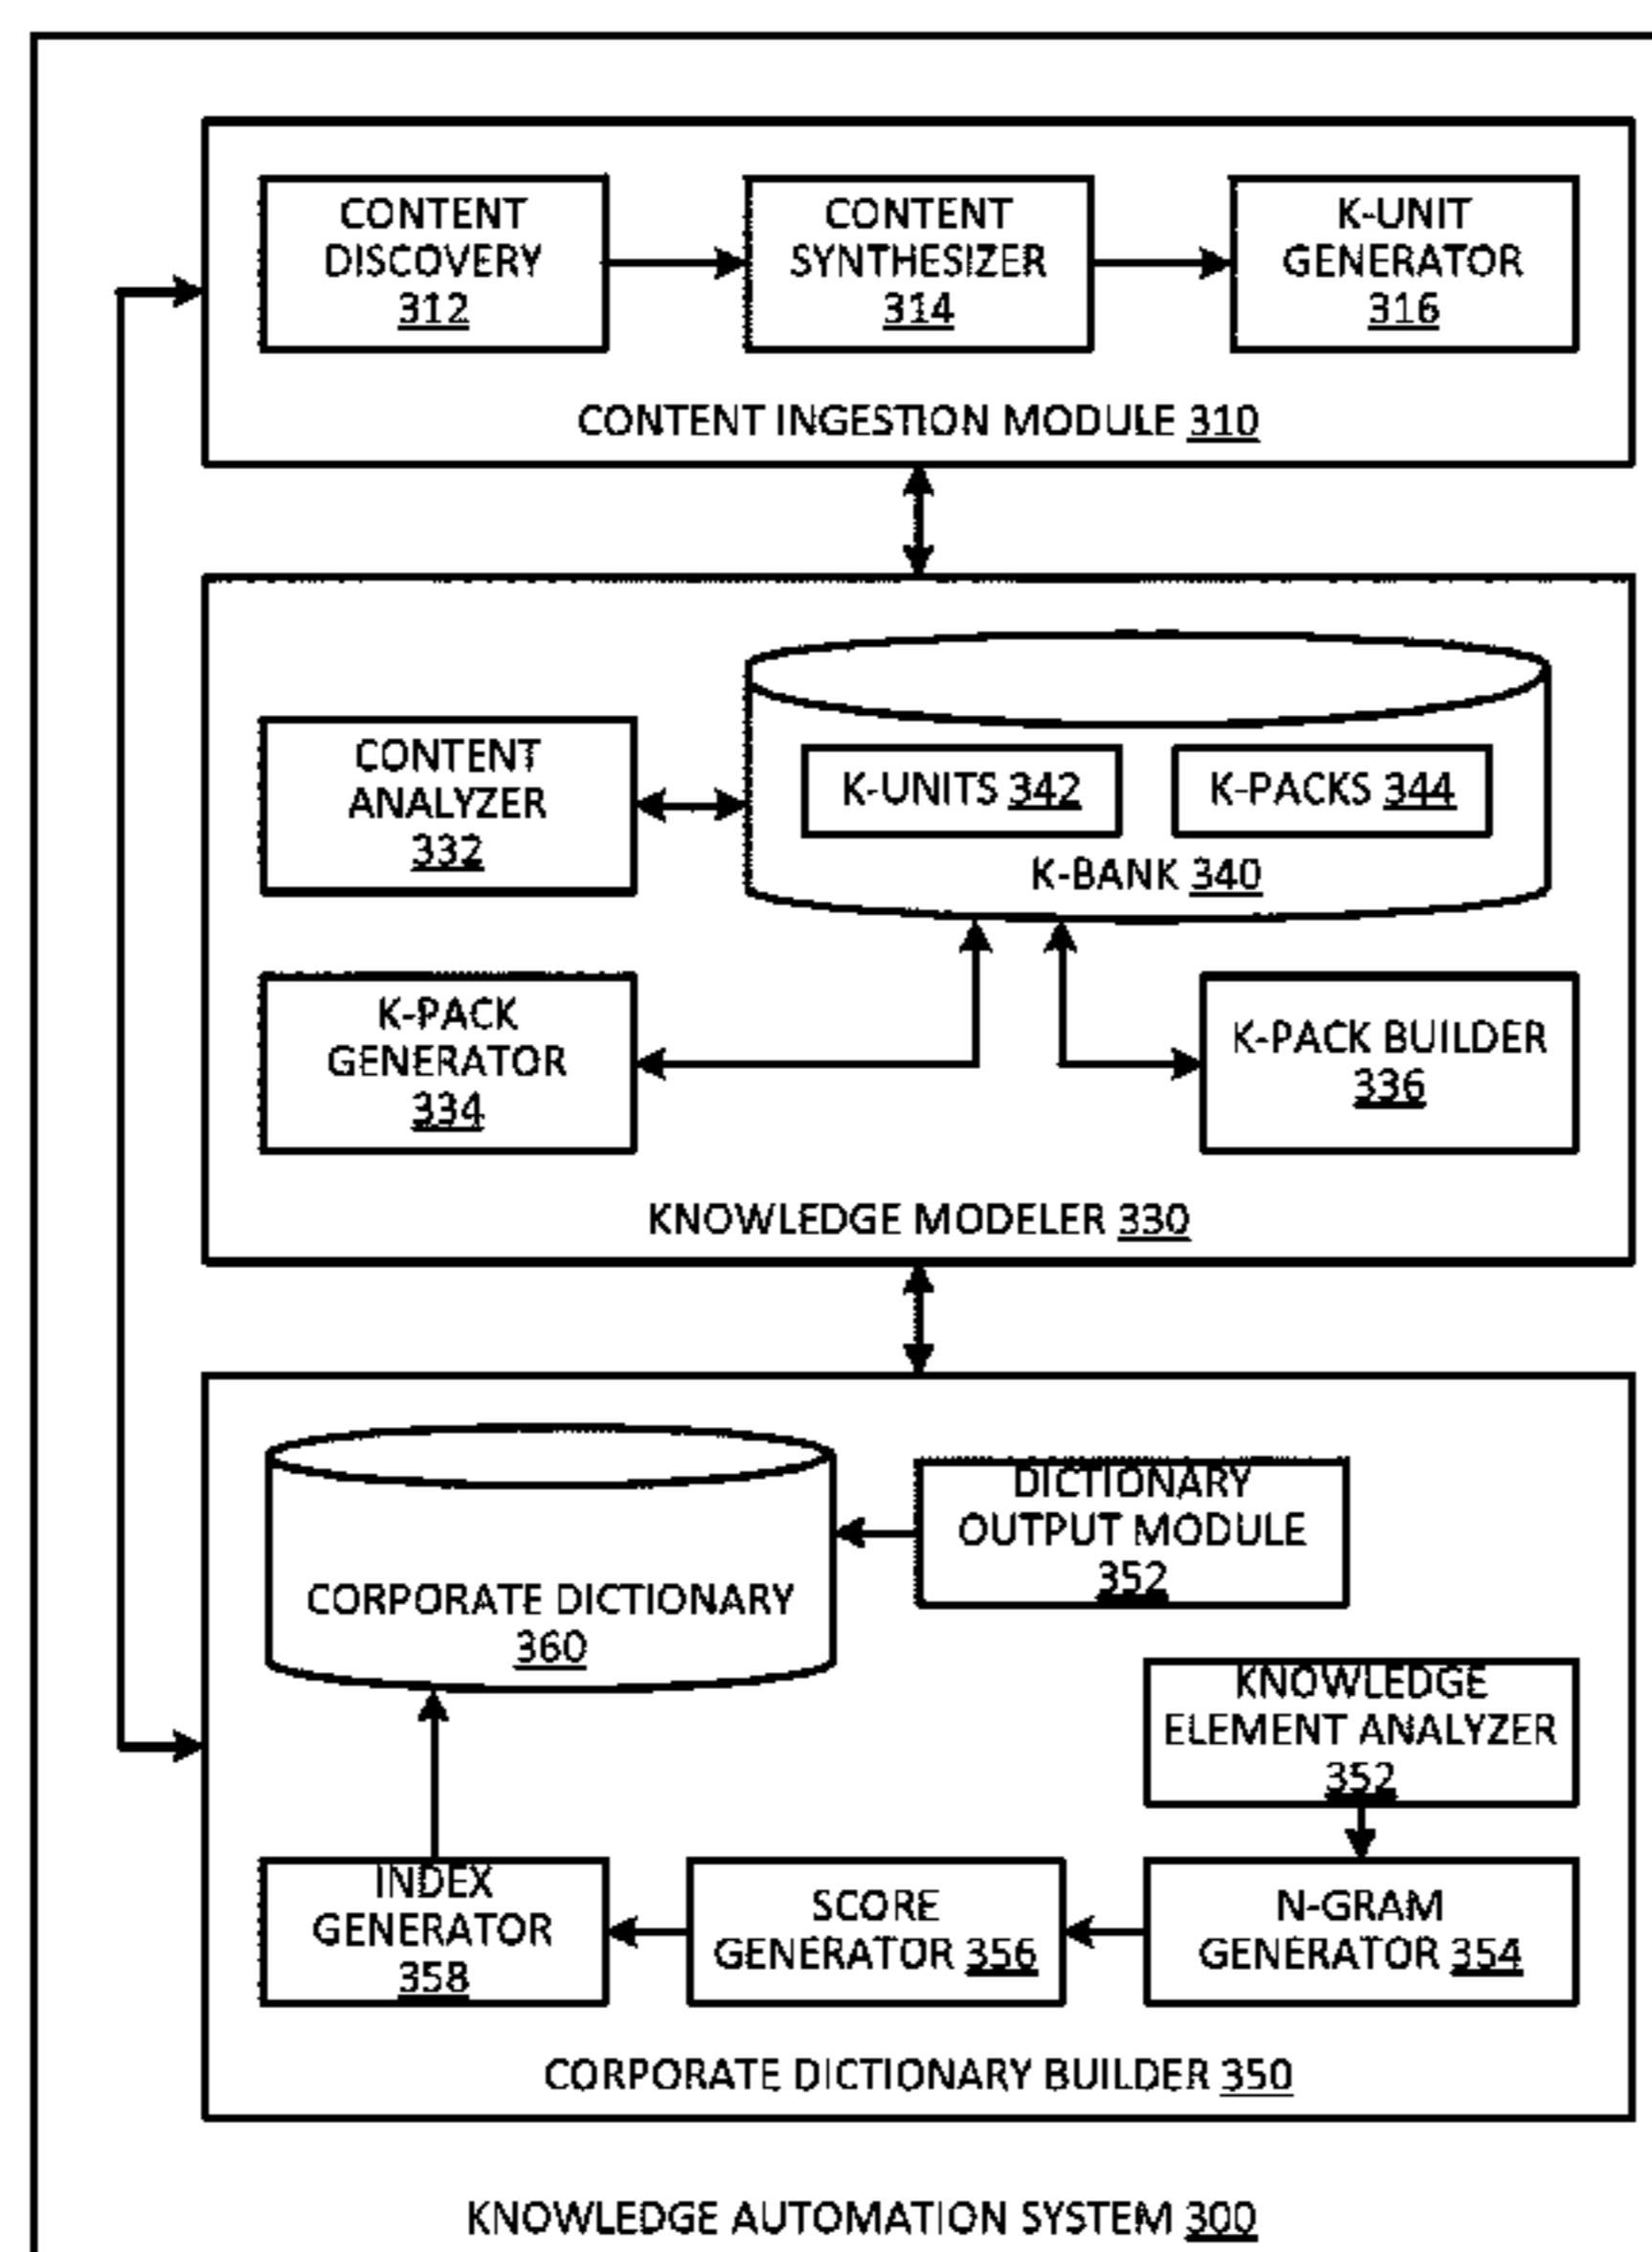 CONTENT
DISCOVERY
312
CONTENT
SYNTHESIZER
314
K-UNIT
GENERATOR
316
CONTENT INGESTION MODULE 310
CONTENT
ANALYZER
332
K-UNITS 342
K-PACKS 344
K-BANK 340
K-PACK
GENERATOR
334
K-PACK BUILDER
336
KNOWLEDGE MODELER 330
CORPORATE DICTIONARY
360
DICTIONARY
OUTPUT MODULE
352
KNOWLEDGE
ELEMENT ANALYZER
352
INDEX
GENERATOR
358
SCORE
GENERATOR 356
N-GRAM
GENERATOR 354
CORPORATE DICTIONARY BUILDER 350
KNOWLEDGE AUTOMATION SYSTEM 300